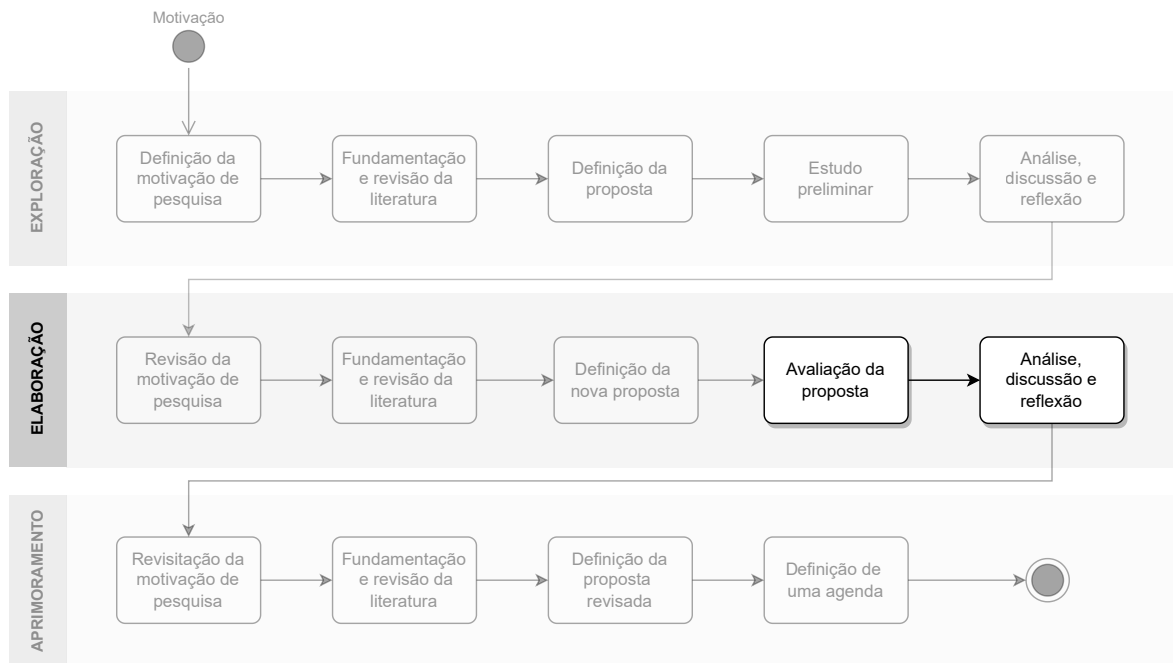 Motivação
EXPLORAÇÃO
Definição da
motivação de
pesquisa
Fundamentação
e revisão da
literatura
Definição da
proposta
Estudo
preliminar
Análise,
discussão e
reflexão
ELABORAÇÃO
Revisão da
motivação de
pesquisa
Fundamentação
e revisão da
literatura
Definição da
nova proposta
Avaliação da
proposta
Análise,
discussão e
reflexão
APRIMORAMENTO
Revisitação da
motivação de
pesquisa
Fundamentação
e revisão da
literatura
Definição da
proposta
revisada
Definição de
uma agenda